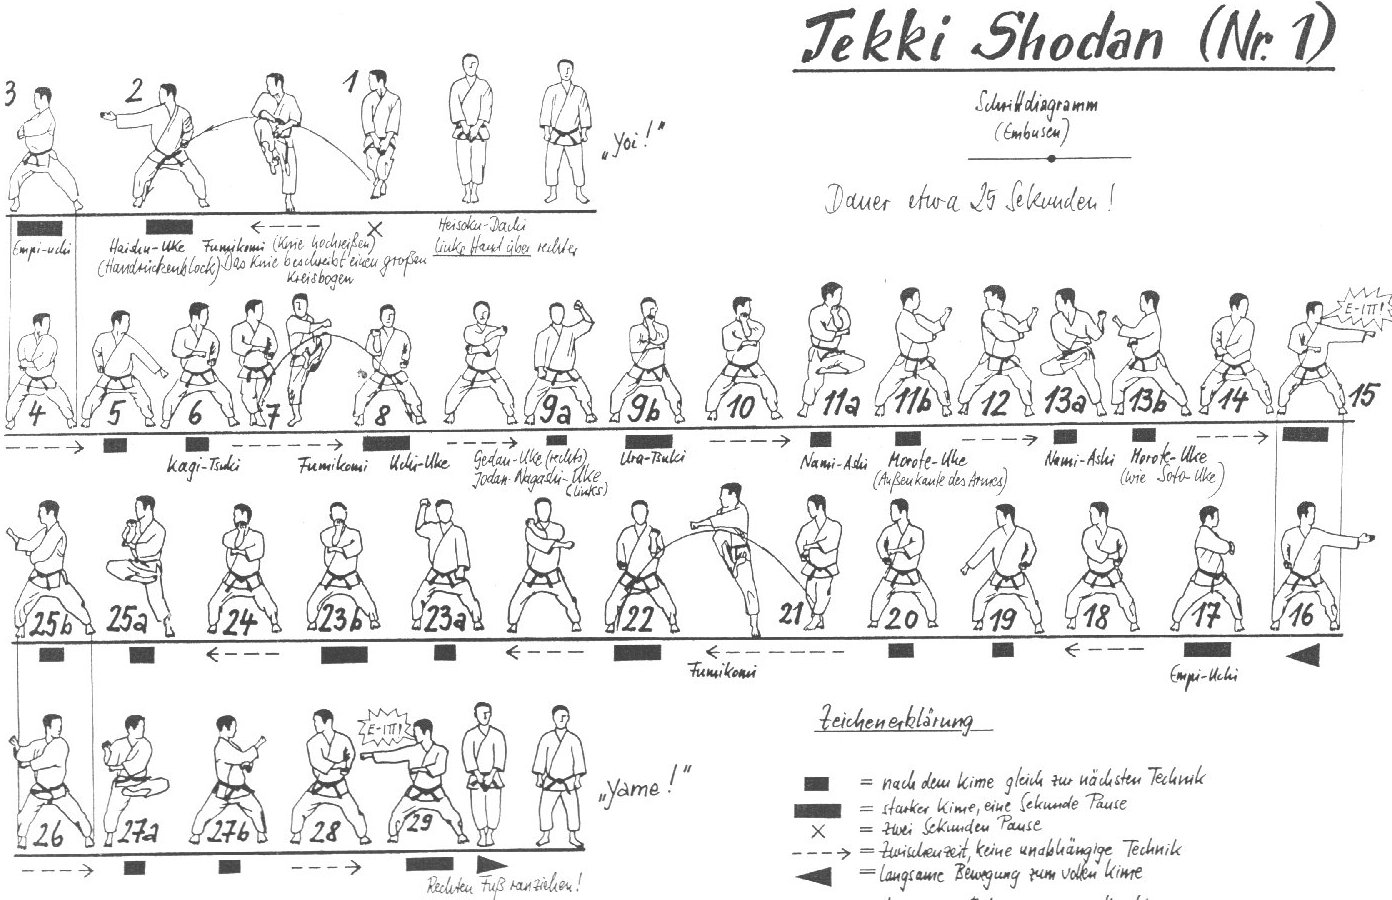 Tekki Shodan (Nr. 1)
Schrittdiagramm
(Embusen)
Dauer etwa 25 Sekunden!
3 2 1
„Yoi!"
Empi-Uchi
Haishu-Uke
(Handrückenblock)
Fumikomi (Knie hochreißen)
Das Knie beschreibt einen großen
Kreisbogen
Heisoku-Dachi
linke Hand über rechter
E-ITI!
4 5 6 7 8 9a 9b 10 11a 11b 12 13a 13b 14 15
Kagi-Tsuki
Fumikomi
Uchi-Uke
Gedan-Uke (rechts)
Jodan-Nagashi-Uke
(links)
Ura-Tsuki
Nami-Ashi
Morote-Uke
(Außenkante des Armes)
Nami-Ashi
Morote-Uke
(wie Soto-Uke)
25b 25a 24 23b 23a 22 21 20 19 18 17 16
Fumikomi
Empi-Uchi
E-ITI!
26 27a 27b 28 29
„Yame!"
Rechten Fuß ranziehen!
Zeichenerklärung
= nach dem Kime gleich zur nächsten Technik
= starker Kime, eine Sekunde Pause
= zwei Sekunden Pause
= Zwischenzeit, keine unabhängige Technik
= langsame Bewegung zum vollen Kime